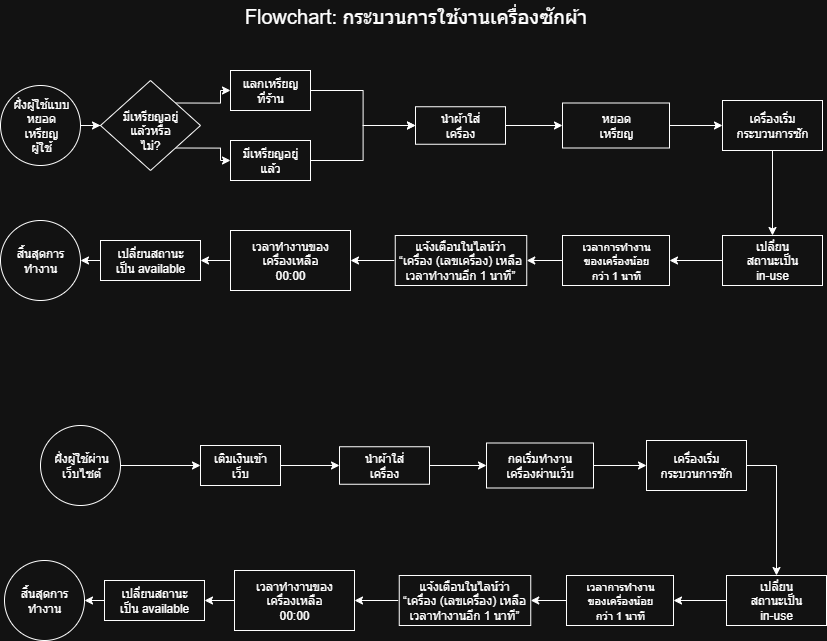 Flowchart: กระบวนการใช้งานเครื่องซักผ้า
ฝั่งผู้ใช้แบบ
หยอด
เหรียญ
ผู้ใช้
มีเหรียญอยู่
แล้วหรือ
ไม่?
แลกเหรียญ
ที่ร้าน
มีเหรียญอยู่
แล้ว
นำผ้าใส่
เครื่อง
หยอด
เหรียญ
เครื่องเริ่ม
กระบวนการซัก
เปลี่ยน
สถานะเป็น
in-use
เวลาการทำงาน
ของเครื่องน้อย
กว่า 1 นาที
แจ้งเตือนในไลน์ว่า
“เครื่อง (เลขเครื่อง) เหลือ
เวลาทำงานอีก 1 นาที”
เวลาทำงานของ
เครื่องเหลือ
00:00
เปลี่ยนสถานะ
เป็น available
สิ้นสุดการ
ทำงาน
ฝั่งผู้ใช้ผ่าน
เว็บไซต์
เติมเงินเข้า
เว็บ
นำผ้าใส่
เครื่อง
กดเริ่มทำงาน
เครื่องผ่านเว็บ
เครื่องเริ่ม
กระบวนการซัก
เปลี่ยน
สถานะเป็น
in-use
เวลาการทำงาน
ของเครื่องน้อย
กว่า 1 นาที
แจ้งเตือนในไลน์ว่า
“เครื่อง (เลขเครื่อง) เหลือ
เวลาทำงานอีก 1 นาที”
เวลาทำงานของ
เครื่องเหลือ
00:00
เปลี่ยนสถานะ
เป็น available
สิ้นสุดการ
ทำงาน